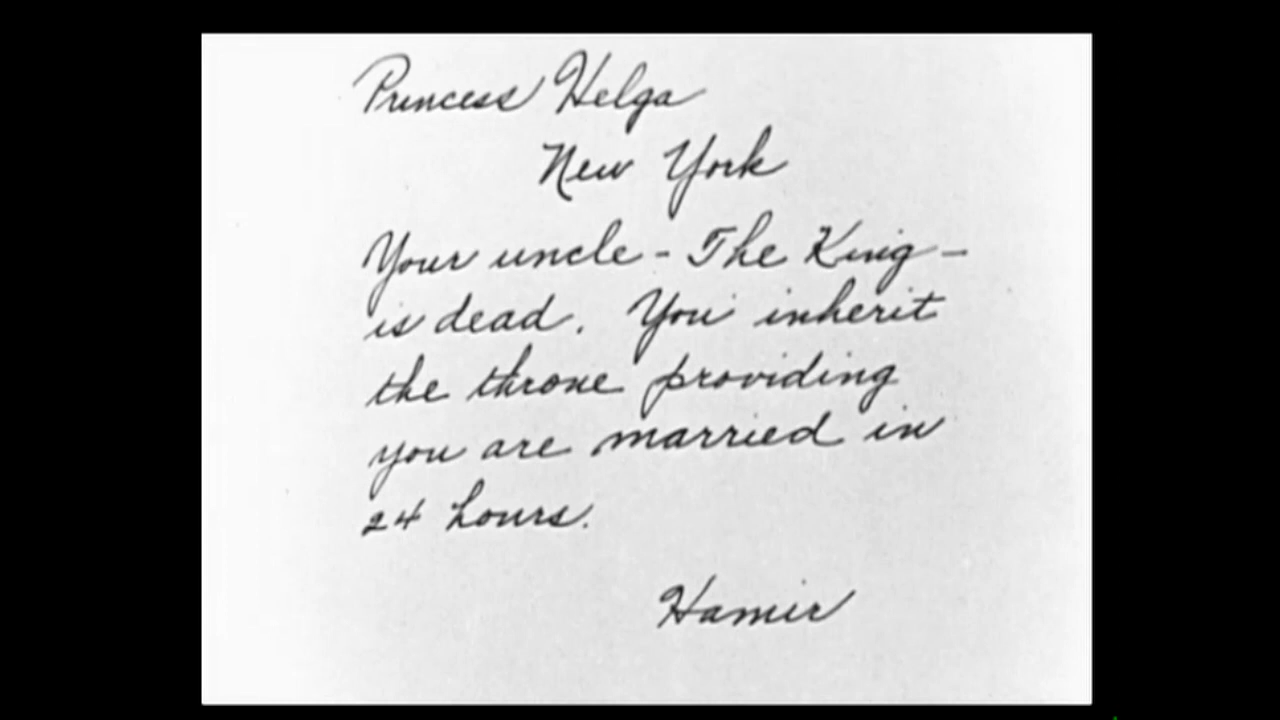 Princess Helga
New York
Your uncle - The King -
is dead. You inherit
the throne providing
you are married in
24 hours.
Hamir